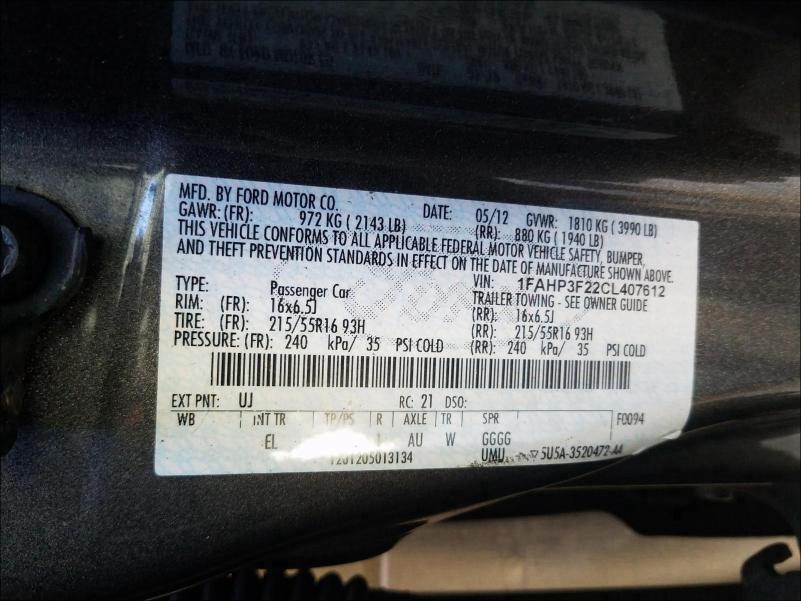 MFD. BY FORD MOTOR CO. DATE: 05/12 GVWR: 1810 KG ( 3990 LB)
GAWR: (FR): 972 KG ( 2143 LB) (RR): 880 KG ( 1940 LB)
THIS VEHICLE CONFORMS TO ALL APPLICABLE FEDERAL MOTOR VEHICLE SAFETY, BUMPER,
AND THEFT PREVENTION STANDARDS IN EFFECT ON THE DATE OF MANUFACTURE SHOWN ABOVE.
VIN: 1FAHP3F22CL407612
TYPE: Passenger Car TRAILER TOWING - SEE OWNER GUIDE
RIM: (FR): 16x6.5J (RR): 16x6.5J
TIRE: (FR): 215/55R16 93H (RR): 215/55R16 93H
PRESSURE: (FR): 240 kPa/ 35 PSI COLD (RR): 240 kPa/ 35 PSI COLD
EXT PNT: UJ RC: 21 DSO: F0094
WB INT TR TP/PS R AXLE TR SPR
EL AU W GGGG
1201205013134 UMU 5U5A-3520472-AA